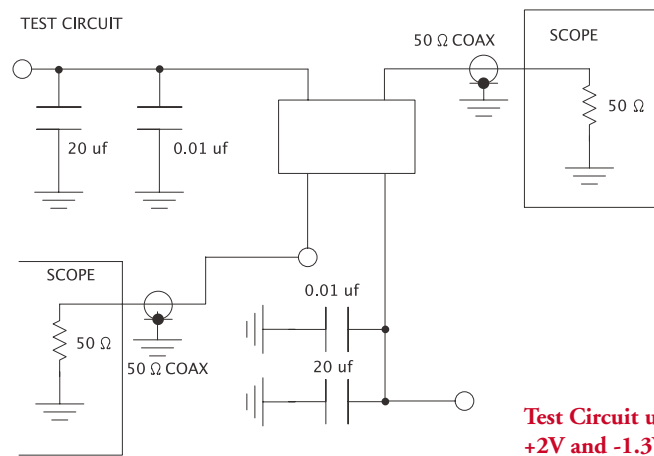 TEST CIRCUIT
50 Ω COAX
SCOPE
50 Ω
20 uf
0.01 uf
SCOPE
50 Ω
50 Ω COAX
0.01 uf
20 uf
Test Circuit u
+2V and -1.3V